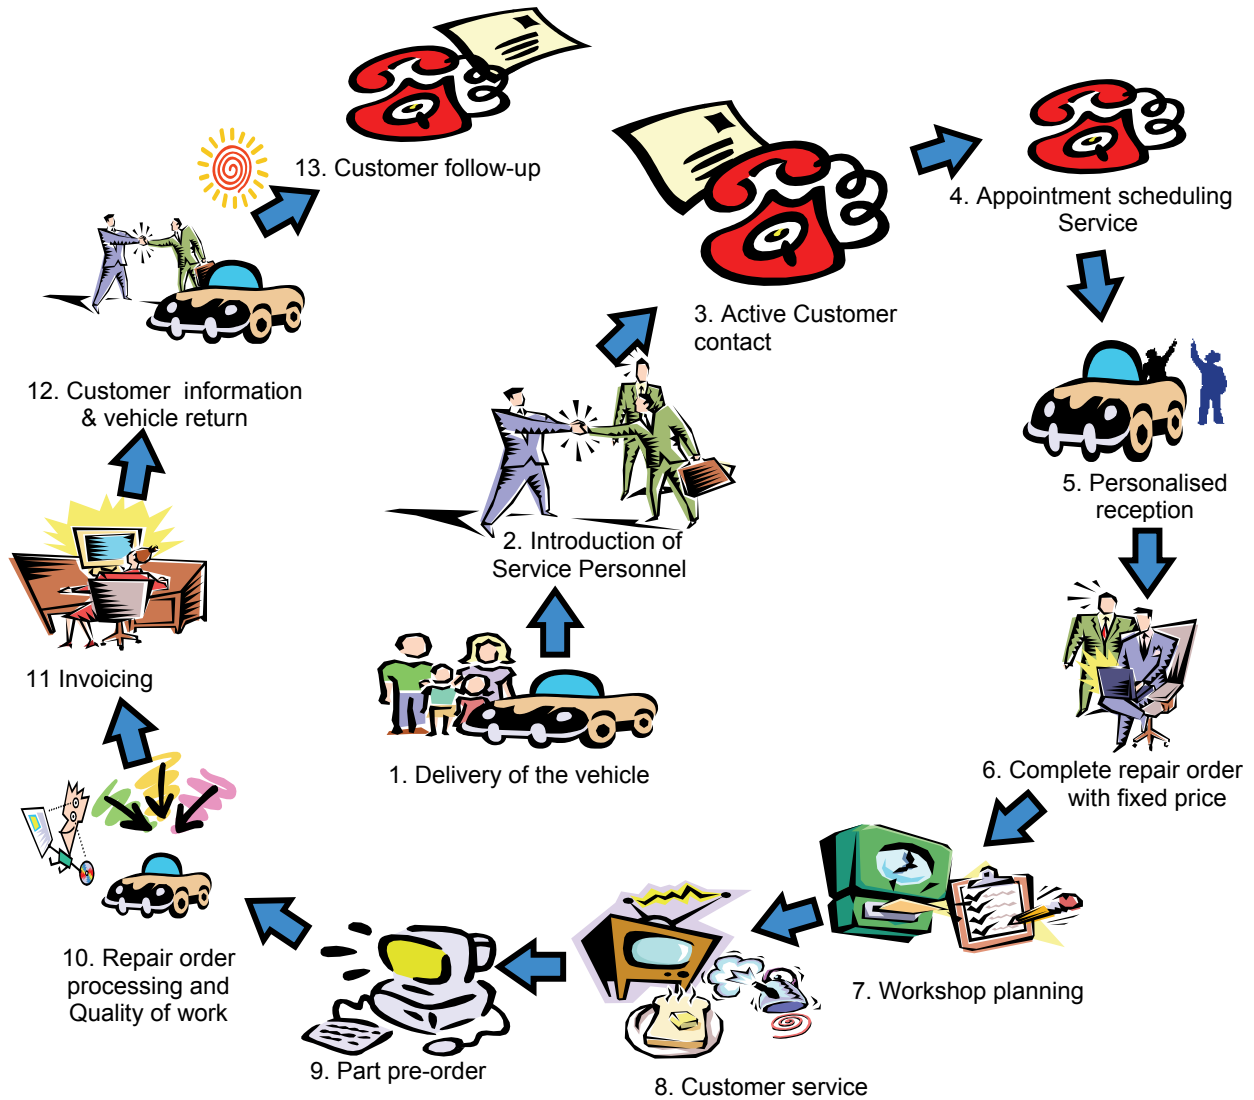 1. Delivery of the vehicle
2. Introduction of
Service Personnel
3. Active Customer
contact
4. Appointment scheduling
Service
5. Personalised
reception
6. Complete repair order
with fixed price
7. Workshop planning
8. Customer service
9. Part pre-order
10. Repair order
processing and
Quality of work
11 Invoicing
12. Customer information
& vehicle return
13. Customer follow-up